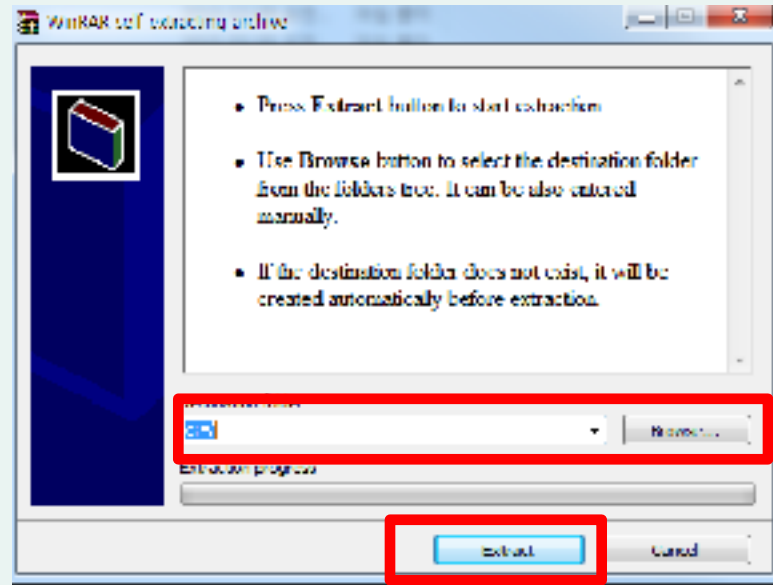 WinRAR self-extracting archive
• Press Extract button to start extraction
• Use Browse button to select the destination folder
from the folders tree. It can be also entered
manually.
• If the destination folder does not exist, it will be
created automatically before extraction.
Browse...
Extraction progress
Extract
Cancel